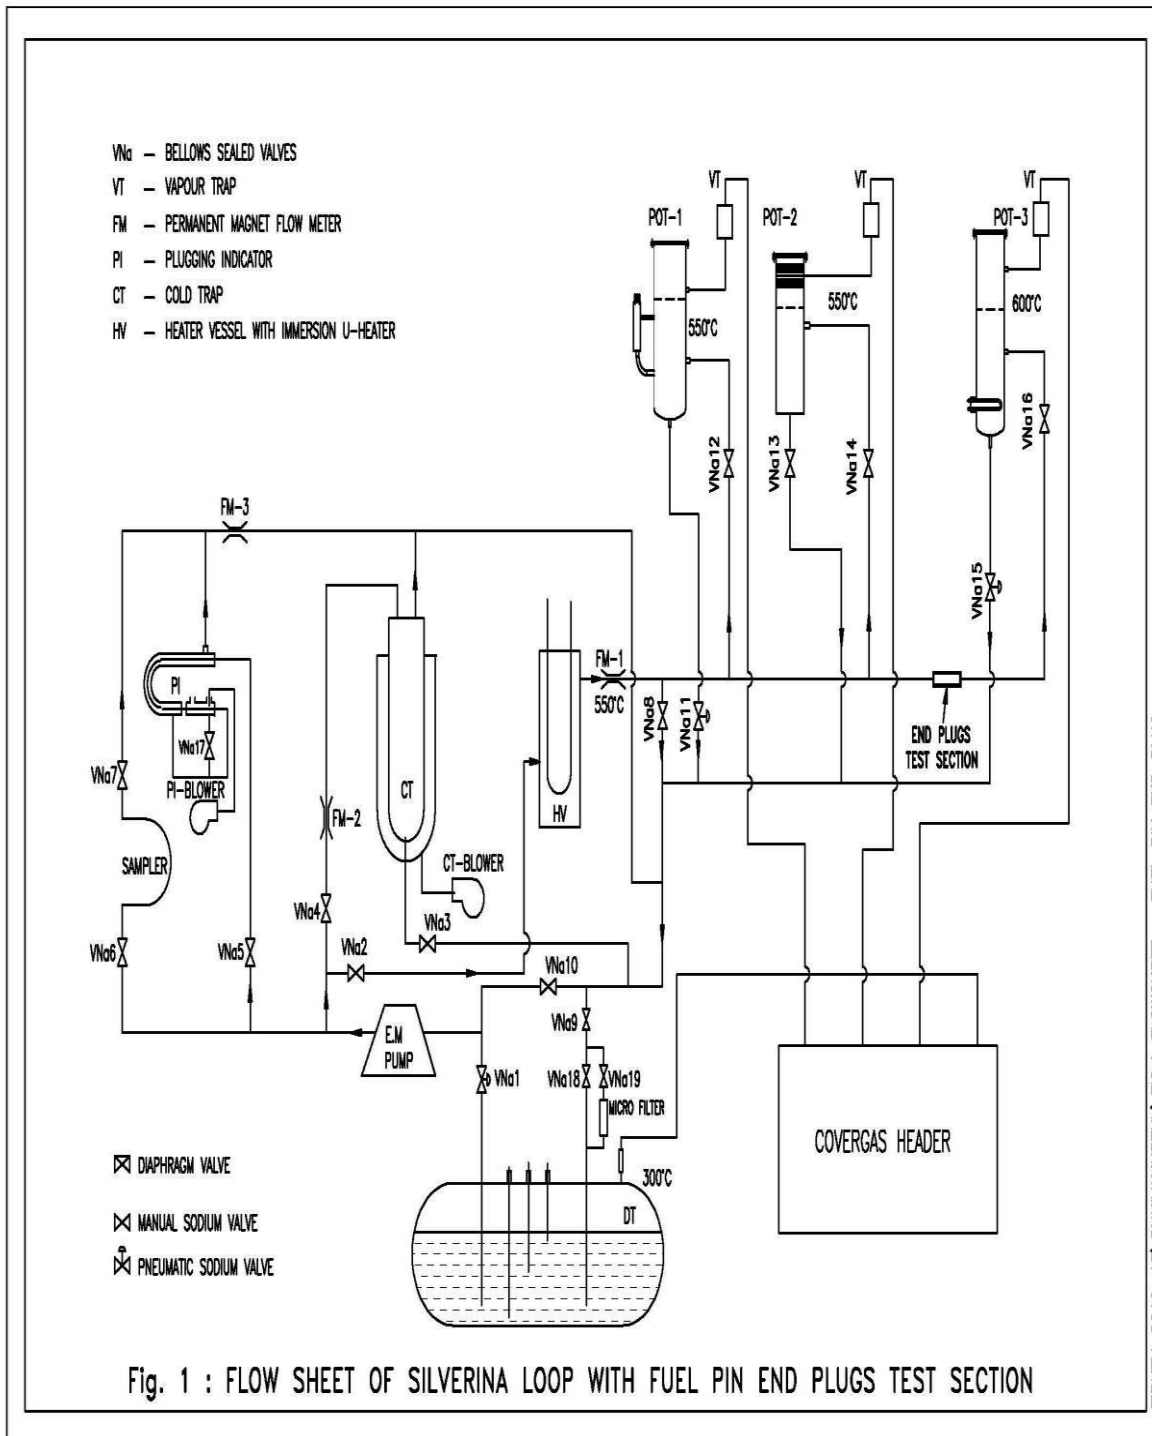 VNa – BELLOWS SEALED VALVES
VT – VAPOUR TRAP
FM – PERMANENT MAGNET FLOW METER
PI – PLUGGING INDICATOR
CT – COLD TRAP
HV – HEATER VESSEL WITH IMMERSION U-HEATER
VT
VT
VT
POT-1
POT-2
POT-3
550°C
550°C
600°C
VNa12
VNa13
VNa14
VNa16
VNa15
FM-3
FM-1
550°C
VNa8
VNa11
END PLUGS
TEST SECTION
PI
VNa17
PI-BLOWER
VNa7
SAMPLER
FM-2
CT
HV
CT-BLOWER
VNa4
VNa3
VNa6
VNa5
VNa2
VNa10
VNa9
E.M
PUMP
VNa1
VNa18
VNa19
MICRO FILTER
300°C
DT
COVERGAS HEADER
DIAPHRAGM VALVE
MANUAL SODIUM VALVE
PNEUMATIC SODIUM VALVE
Fig. 1 : FLOW SHEET OF SILVERINA LOOP WITH FUEL PIN END PLUGS TEST SECTION